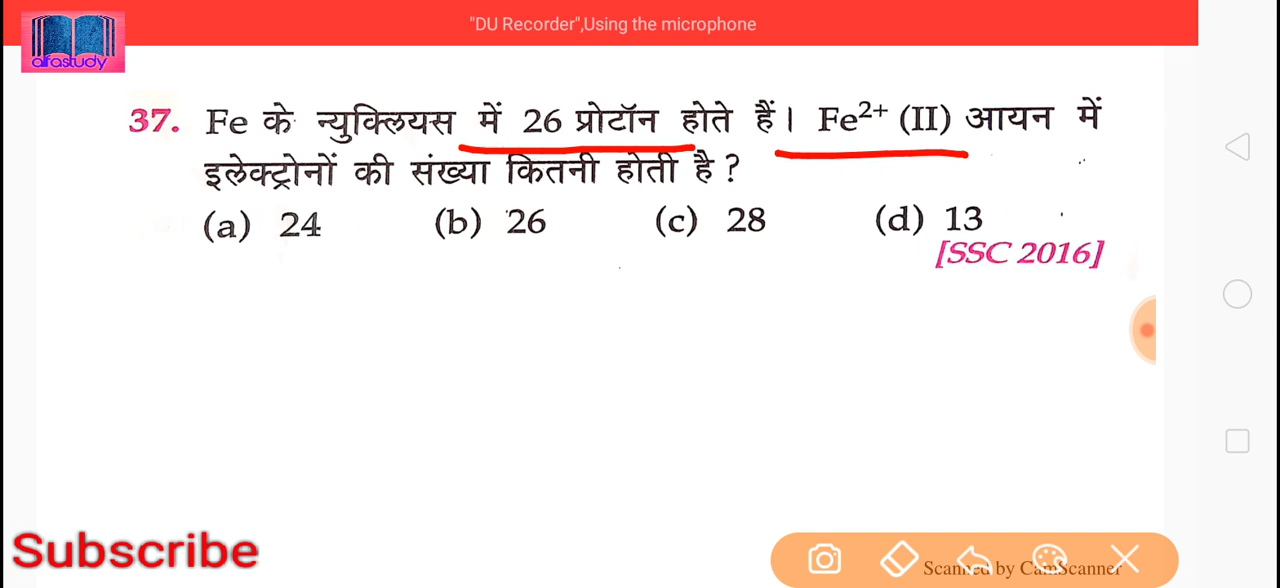 "DU Recorder",Using the microphone
alfastudy
37. Fe के न्युक्लियस में 26 प्रोटॉन होते हैं। Fe²⁺ (II) आयन में
इलेक्ट्रोनों की संख्या कितनी होती है ?
(a) 24 (b) 26 (c) 28 (d) 13
[SSC 2016]
Subscribe
Scanned by CamScanner